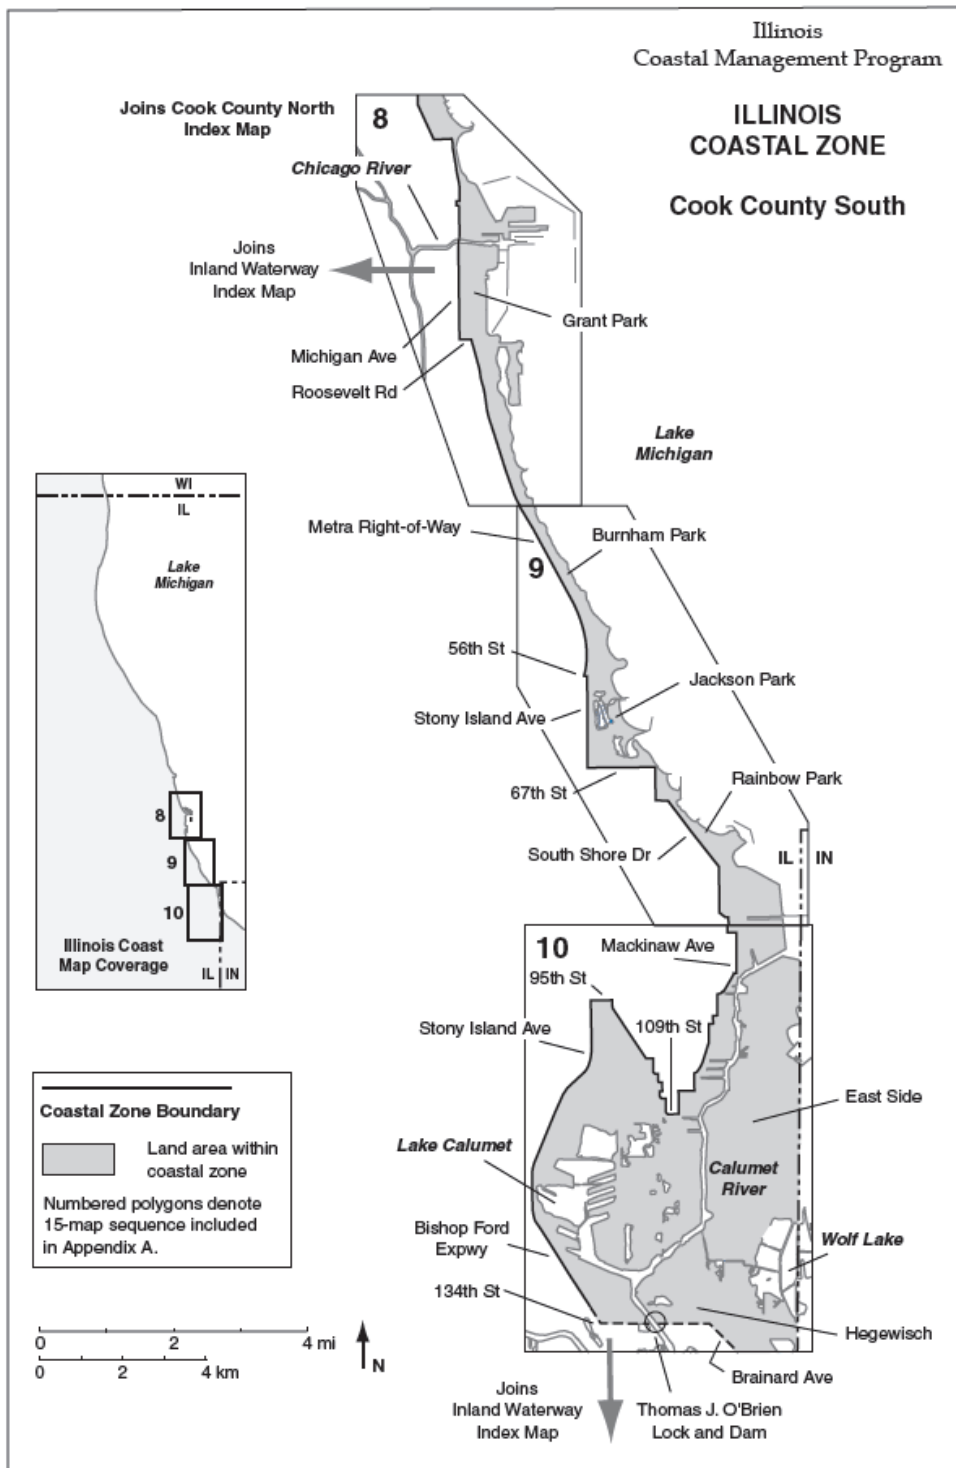 Illinois
Coastal Management Program
ILLINOIS
COASTAL ZONE
Cook County South
Joins Cook County North
Index Map
8
Chicago River
Joins
Inland Waterway
Index Map
Grant Park
Michigan Ave
Roosevelt Rd
Lake
Michigan
Metra Right-of-Way
Burnham Park
9
56th St
Jackson Park
Stony Island Ave
67th St
Rainbow Park
South Shore Dr
IL
IN
WI
IL
Lake
Michigan
8
9
10
Illinois Coast
Map Coverage
IL
IN
10
Mackinaw Ave
95th St
109th St
Stony Island Ave
East Side
Lake Calumet
Calumet
River
Bishop Ford
Expwy
Wolf Lake
134th St
Hegewisch
Brainard Ave
Joins
Inland Waterway
Index Map
Thomas J. O'Brien
Lock and Dam
Coastal Zone Boundary
Land area within
coastal zone
Numbered polygons denote
15-map sequence included
in Appendix A.
0 2 4 mi
0 2 4 km
N